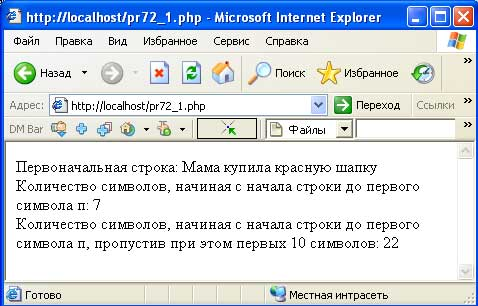 http://localhost/pr72_1.php - Microsoft Internet Explorer
Файл Правка Вид Избранное Сервис Справка
Назад Поиск Избранное »
Адрес: http://localhost/pr72_1.php Переход Ссылки »
DM Bar Файлы »
Первоначальная строка: Мама купила красную шапку
Количество символов, начиная с начала строки до первого
символа п: 7
Количество символов, начиная с начала строки до первого
символа п, пропустив при этом первых 10 символов: 22
Готово Местная интрасеть